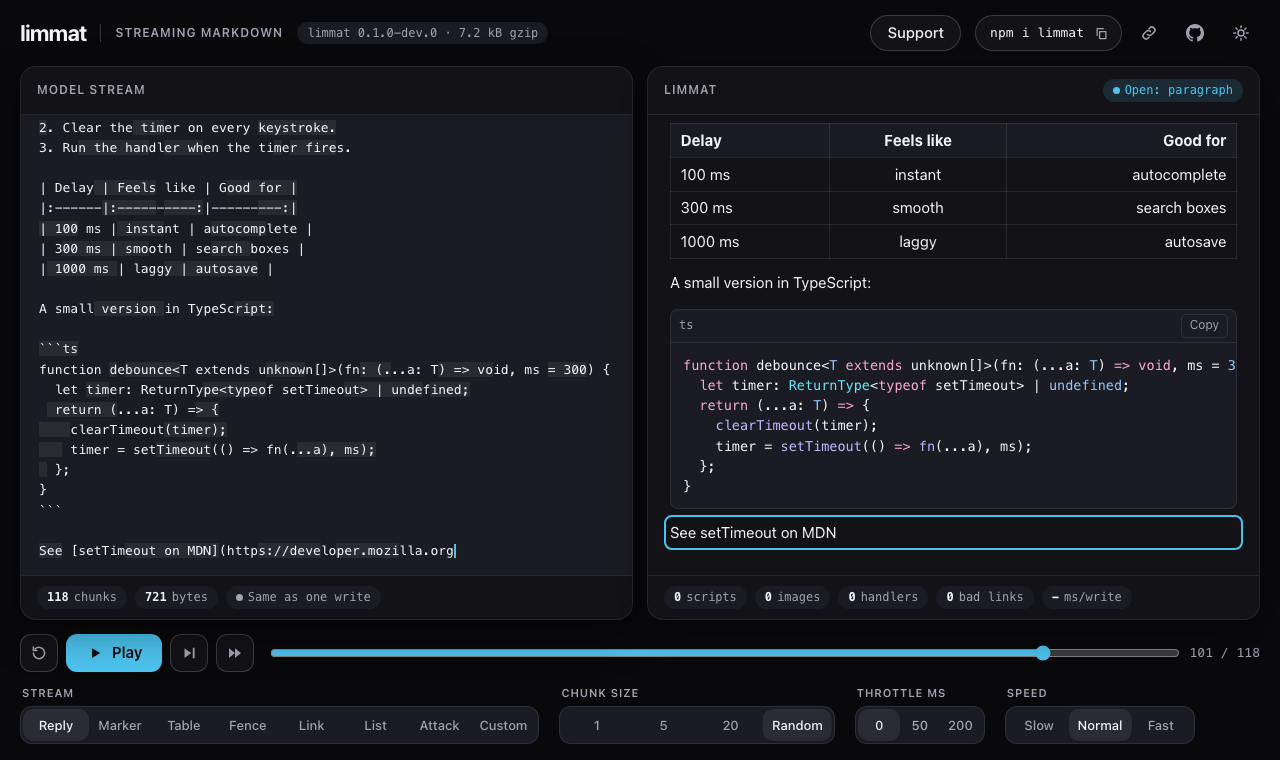 limmat
STREAMING MARKDOWN
limmat 0.1.0-dev.0 · 7.2 kB gzip
Support
npm i limmat
MODEL STREAM
2. Clear the timer on every keystroke.
3. Run the handler when the timer fires.
| Delay | Feels like | Good for |
|:------|:----------:|---------:|
| 100 ms | instant | autocomplete |
| 300 ms | smooth | search boxes |
| 1000 ms | laggy | autosave |
A small version in TypeScript:
```ts
function debounce<T extends unknown[]>(fn: (...a: T) => void, ms = 300) {
  let timer: ReturnType<typeof setTimeout> | undefined;
  return (...a: T) => {
    clearTimeout(timer);
    timer = setTimeout(() => fn(...a), ms);
  };
}
```
See [setTimeout on MDN](https://developer.mozilla.org
118 chunks
721 bytes
Same as one write
LIMMAT
Open: paragraph
Delay Feels like Good for
100 ms instant autocomplete
300 ms smooth search boxes
1000 ms laggy autosave
A small version in TypeScript:
ts
Copy
function debounce<T extends unknown[]>(fn: (...a: T) => void, ms = 3
  let timer: ReturnType<typeof setTimeout> | undefined;
  return (...a: T) => {
    clearTimeout(timer);
    timer = setTimeout(() => fn(...a), ms);
  };
}
See setTimeout on MDN
0 scripts
0 images
0 handlers
0 bad links
– ms/write
Play
101 / 118
STREAM
Reply Marker Table Fence Link List Attack Custom
CHUNK SIZE
1 5 20 Random
THROTTLE MS
0 50 200
SPEED
Slow Normal Fast